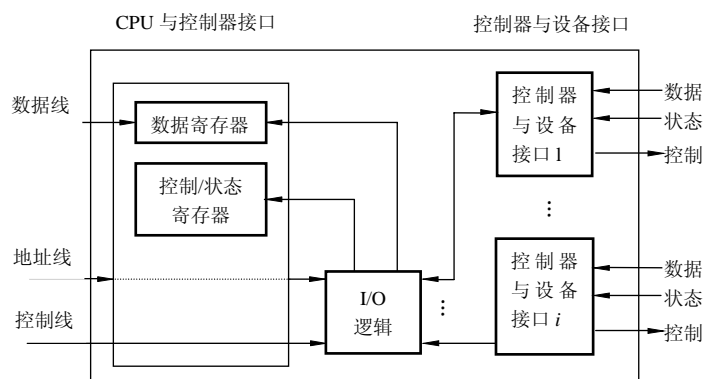 CPU 与控制器接口
控制器与设备接口
数据线
数据寄存器
控制/状态
寄存器
地址线
控制线
I/O
逻辑
控制器
与设备
接口 1
数据
状态
控制
控制器
与设备
接口 i
数据
状态
控制